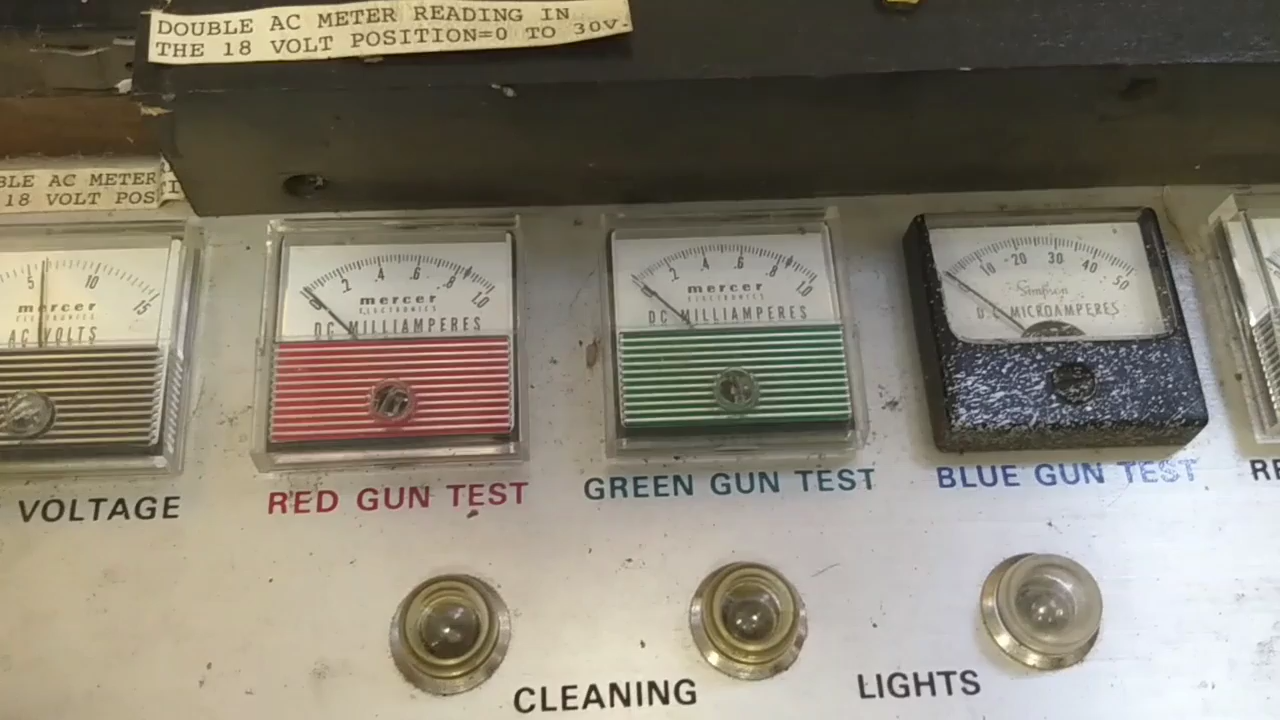 DOUBLE AC METER READING IN
THE 18 VOLT POSITION=0 TO 30V.
BLE AC METER
18 VOLT POS
5 10 15
mercer
ELECTRONICS
AC VOLTS
0 .2 .4 .6 .8 1.0
mercer
ELECTRONICS
DC MILLIAMPERES
0 .2 .4 .6 .8 1.0
mercer
ELECTRONICS
DC MILLIAMPERES
10 20 30 40 50
Simpson
D.C. MICROAMPERES
VOLTAGE
RED GUN TEST
GREEN GUN TEST
BLUE GUN TEST
RE
CLEANING
LIGHTS